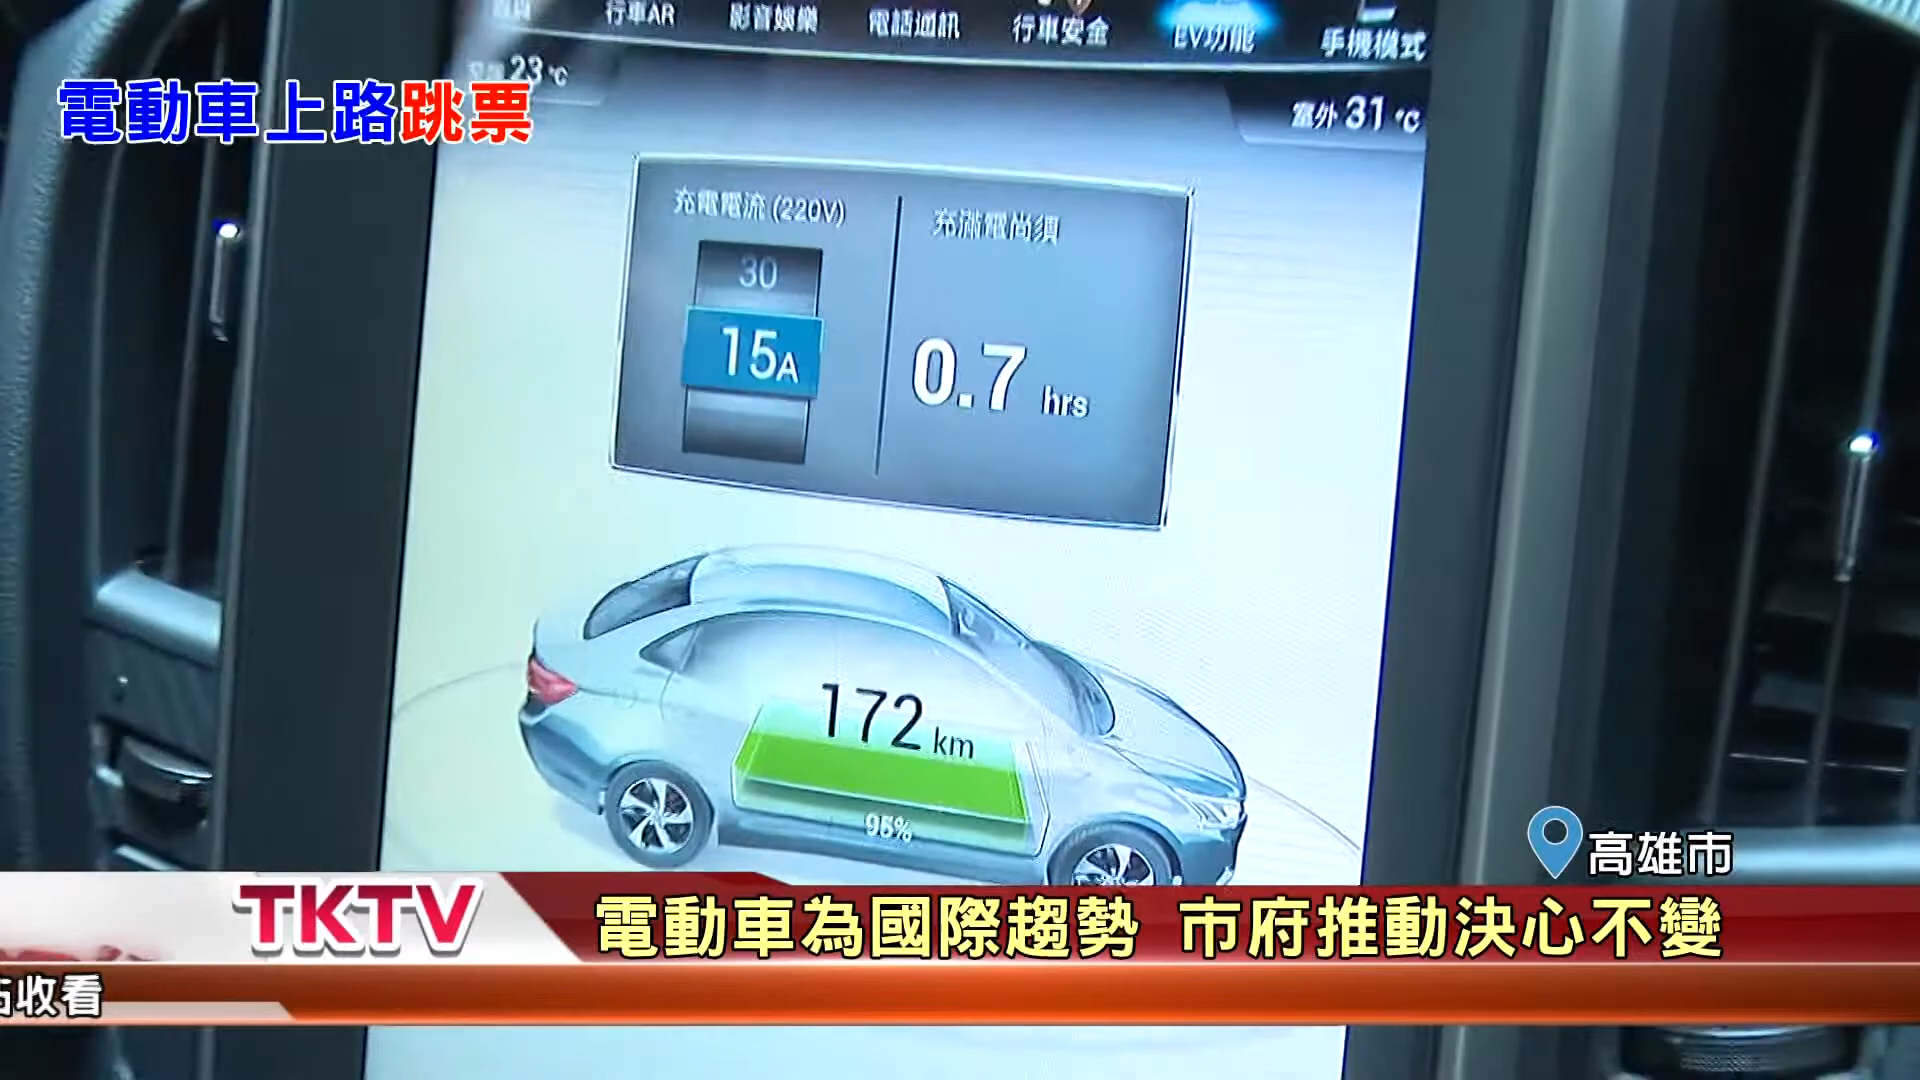 行車AR 影音娛樂 電話通訊 行車安全 EV功能 手機模式
23°C
室外 31°C
電動車上路跳票
充電電流 (220V)
30
15A
充滿電尚須
0.7 hrs
172 km
96%
高雄市
TKTV
電動車為國際趨勢 市府推動決心不變
收看